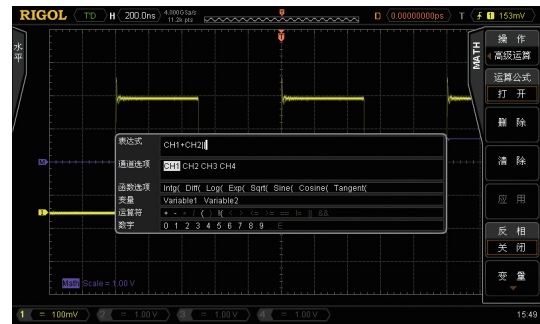 RIGOL T'D H 200.0ns 4.000GSa/s D 0.00000000ps T 1 153mV
11.2k pts
T
水平
MATH
操 作
高级运算
运算公式
打 开
删 除
清 除
应 用
反 相
关 闭
变 量
表达式 CH1+CH2||
通道选项 CH1 CH2 CH3 CH4
函数选项 Intg( Diff( Log( Exp( Sqrt( Sine( Cosine( Tangent(
变量 Variable1 Variable2
运算符 + - * / ( ) !( < > <= >= == != || &&
数字 0 1 2 3 4 5 6 7 8 9 . E
M
Math Scale = 1.00 V
1 = 100mV 2 = 1.00 V 3 = 1.00 V 4 = 1.00 V 15:49